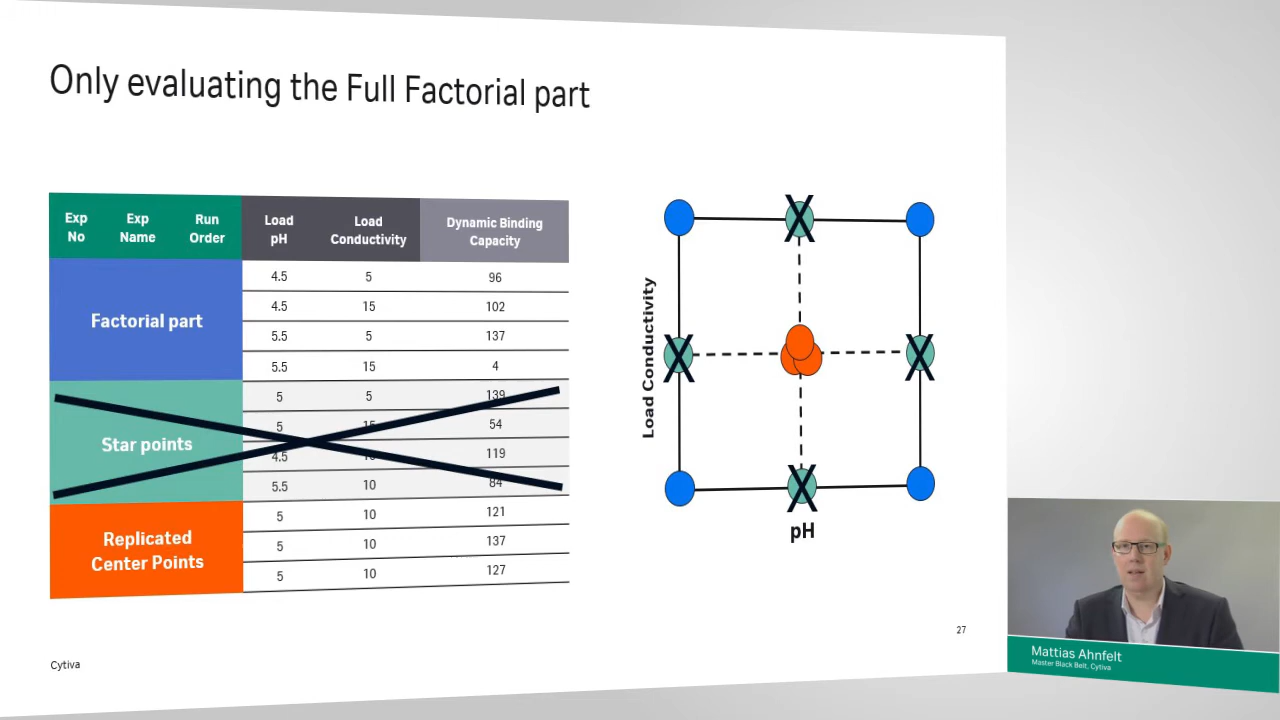 Only evaluating the Full Factorial part
Exp No Exp Name Run Order Load pH Load Conductivity Dynamic Binding Capacity
Factorial part
4.5 5 96
4.5 15 102
5.5 5 137
5.5 15 4
Star points
5 5 139
5 15 54
4.5 119
5.5 10 84
Replicated
Center Points
5 10 121
5 10 137
5 10 127
X
X
X
X
Load Conductivity
pH
27
Cytiva
Mattias Ahnfelt
Master Black Belt, Cytiva